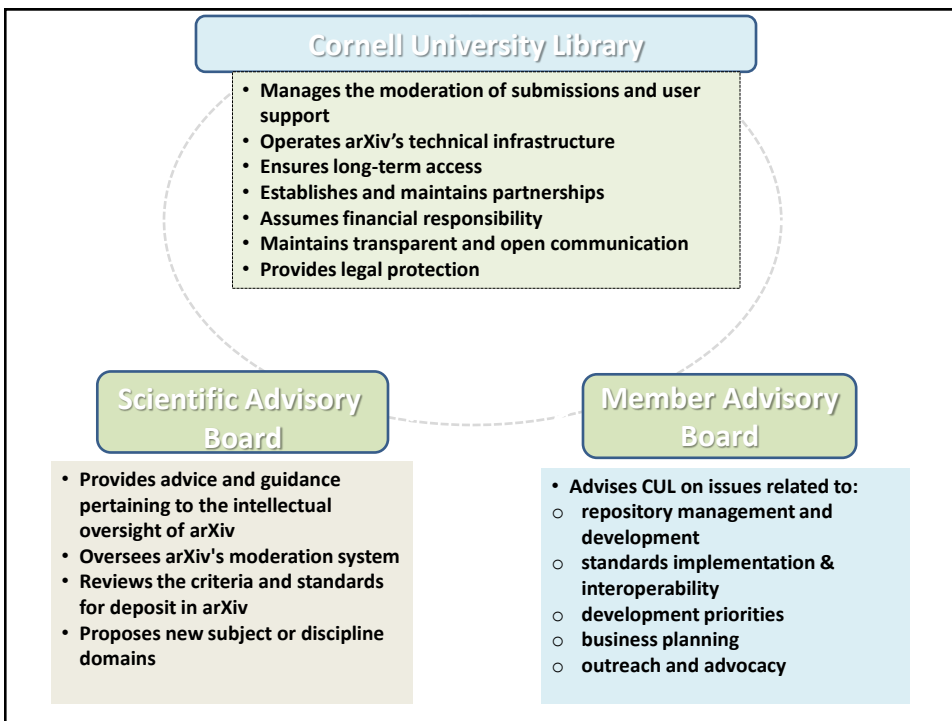 Cornell University Library
• Manages the moderation of submissions and user
support
• Operates arXiv’s technical infrastructure
• Ensures long-term access
• Establishes and maintains partnerships
• Assumes financial responsibility
• Maintains transparent and open communication
• Provides legal protection
Scientific Advisory
Board
• Provides advice and guidance
pertaining to the intellectual
oversight of arXiv
• Oversees arXiv's moderation system
• Reviews the criteria and standards
for deposit in arXiv
• Proposes new subject or discipline
domains
Member Advisory
Board
• Advises CUL on issues related to:
o repository management and
development
o standards implementation &
interoperability
o development priorities
o business planning
o outreach and advocacy